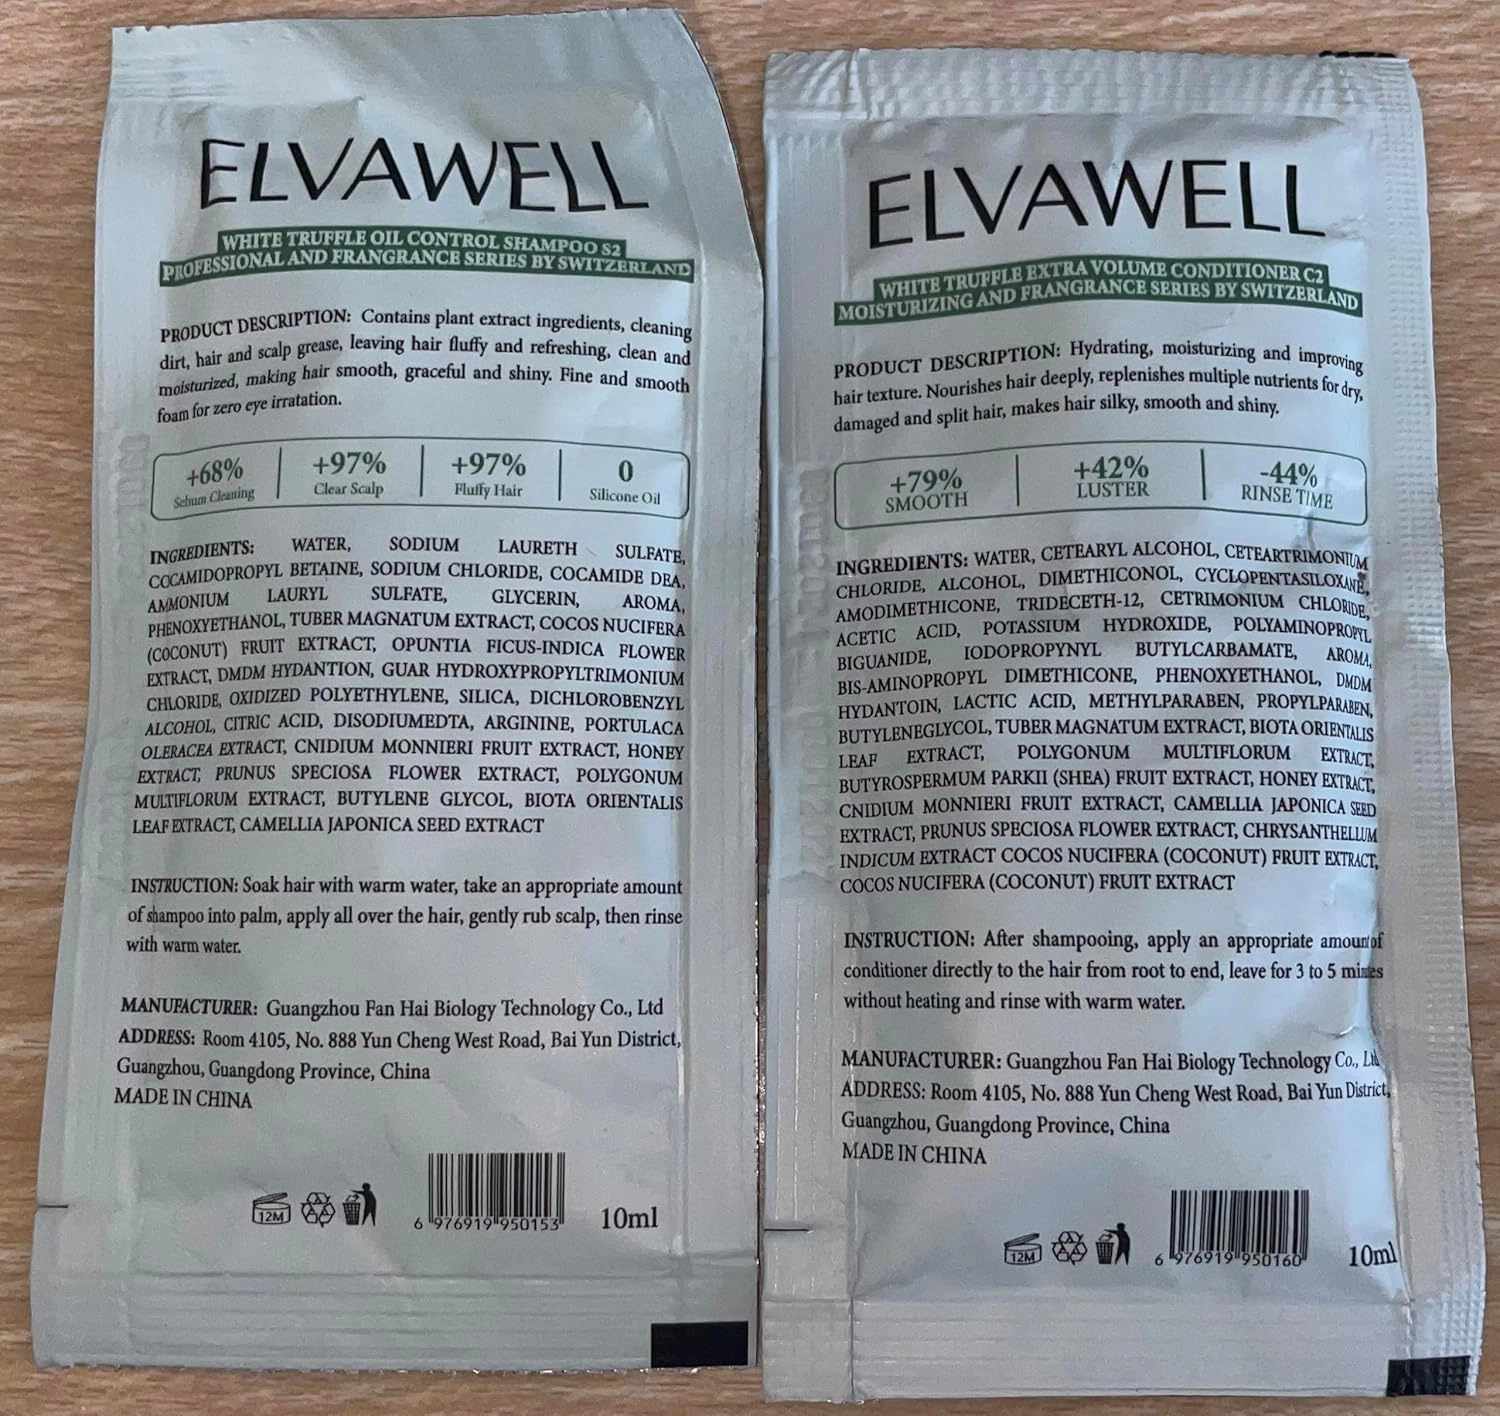 ELVAWELL
WHITE TRUFFLE OIL CONTROL SHAMPOO S2
PROFESSIONAL AND FRANGRANCE SERIES BY SWITZERLAND
PRODUCT DESCRIPTION: Contains plant extract ingredients, cleaning
dirt, hair and scalp grease, leaving hair fluffy and refreshing, clean and
moisturized, making hair smooth, graceful and shiny. Fine and smooth
foam for zero eye irratation.
+68% +97% +97% 0
Sebum Cleaning Clear Scalp Fluffy Hair Silicone Oil
INGREDIENTS: WATER, SODIUM LAURETH SULFATE,
COCAMIDOPROPYL BETAINE, SODIUM CHLORIDE, COCAMIDE DEA,
AMMONIUM LAURYL SULFATE, GLYCERIN, AROMA,
PHENOXYETHANOL, TUBER MAGNATUM EXTRACT, COCOS NUCIFERA
(COCONUT) FRUIT EXTRACT, OPUNTIA FICUS-INDICA FLOWER
EXTRACT, DMDM HYDANTION, GUAR HYDROXYPROPYLTRIMONIUM
CHLORIDE, OXIDIZED POLYETHYLENE, SILICA, DICHLOROBENZYL
ALCOHOL, CITRIC ACID, DISODIUMEDTA, ARGININE, PORTULACA
OLERACEA EXTRACT, CNIDIUM MONNIERI FRUIT EXTRACT, HONEY
EXTRACT, PRUNUS SPECIOSA FLOWER EXTRACT, POLYGONUM
MULTIFLORUM EXTRACT, BUTYLENE GLYCOL, BIOTA ORIENTALIS
LEAF EXTRACT, CAMELLIA JAPONICA SEED EXTRACT
INSTRUCTION: Soak hair with warm water, take an appropriate amount
of shampoo into palm, apply all over the hair, gently rub scalp, then rinse
with warm water.
MANUFACTURER: Guangzhou Fan Hai Biology Technology Co., Ltd
ADDRESS: Room 4105, No. 888 Yun Cheng West Road, Bai Yun District,
Guangzhou, Guangdong Province, China
MADE IN CHINA
12M
6 976919 950153
10ml
ELVAWELL
WHITE TRUFFLE EXTRA VOLUME CONDITIONER C2
MOISTURIZING AND FRANGRANCE SERIES BY SWITZERLAND
PRODUCT DESCRIPTION: Hydrating, moisturizing and improving
hair texture. Nourishes hair deeply, replenishes multiple nutrients for dry,
damaged and split hair, makes hair silky, smooth and shiny.
+79% +42% -44%
SMOOTH LUSTER RINSE TIME
INGREDIENTS: WATER, CETEARYL ALCOHOL, CETEARTRIMONIUM
CHLORIDE, ALCOHOL, DIMETHICONOL, CYCLOPENTASILOXANE,
AMODIMETHICONE, TRIDECETH-12, CETRIMONIUM CHLORIDE,
ACETIC ACID, POTASSIUM HYDROXIDE, POLYAMINOPROPYL
BIGUANIDE, IODOPROPYNYL BUTYLCARBAMATE, AROMA,
BIS-AMINOPROPYL DIMETHICONE, PHENOXYETHANOL, DMDM
HYDANTOIN, LACTIC ACID, METHYLPARABEN, PROPYLPARABEN,
BUTYLENEGLYCOL, TUBER MAGNATUM EXTRACT, BIOTA ORIENTALIS
LEAF EXTRACT, POLYGONUM MULTIFLORUM EXTRACT,
BUTYROSPERMUM PARKII (SHEA) FRUIT EXTRACT, HONEY EXTRACT,
CNIDIUM MONNIERI FRUIT EXTRACT, CAMELLIA JAPONICA SEED
EXTRACT, PRUNUS SPECIOSA FLOWER EXTRACT, CHRYSANTHELLUM
INDICUM EXTRACT COCOS NUCIFERA (COCONUT) FRUIT EXTRACT,
COCOS NUCIFERA (COCONUT) FRUIT EXTRACT
INSTRUCTION: After shampooing, apply an appropriate amount of
conditioner directly to the hair from root to end, leave for 3 to 5 minutes
without heating and rinse with warm water.
MANUFACTURER: Guangzhou Fan Hai Biology Technology Co., Ltd
ADDRESS: Room 4105, No. 888 Yun Cheng West Road, Bai Yun District,
Guangzhou, Guangdong Province, China
MADE IN CHINA
12M
6 976919 950160
10ml